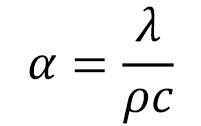 α = λ / ρc